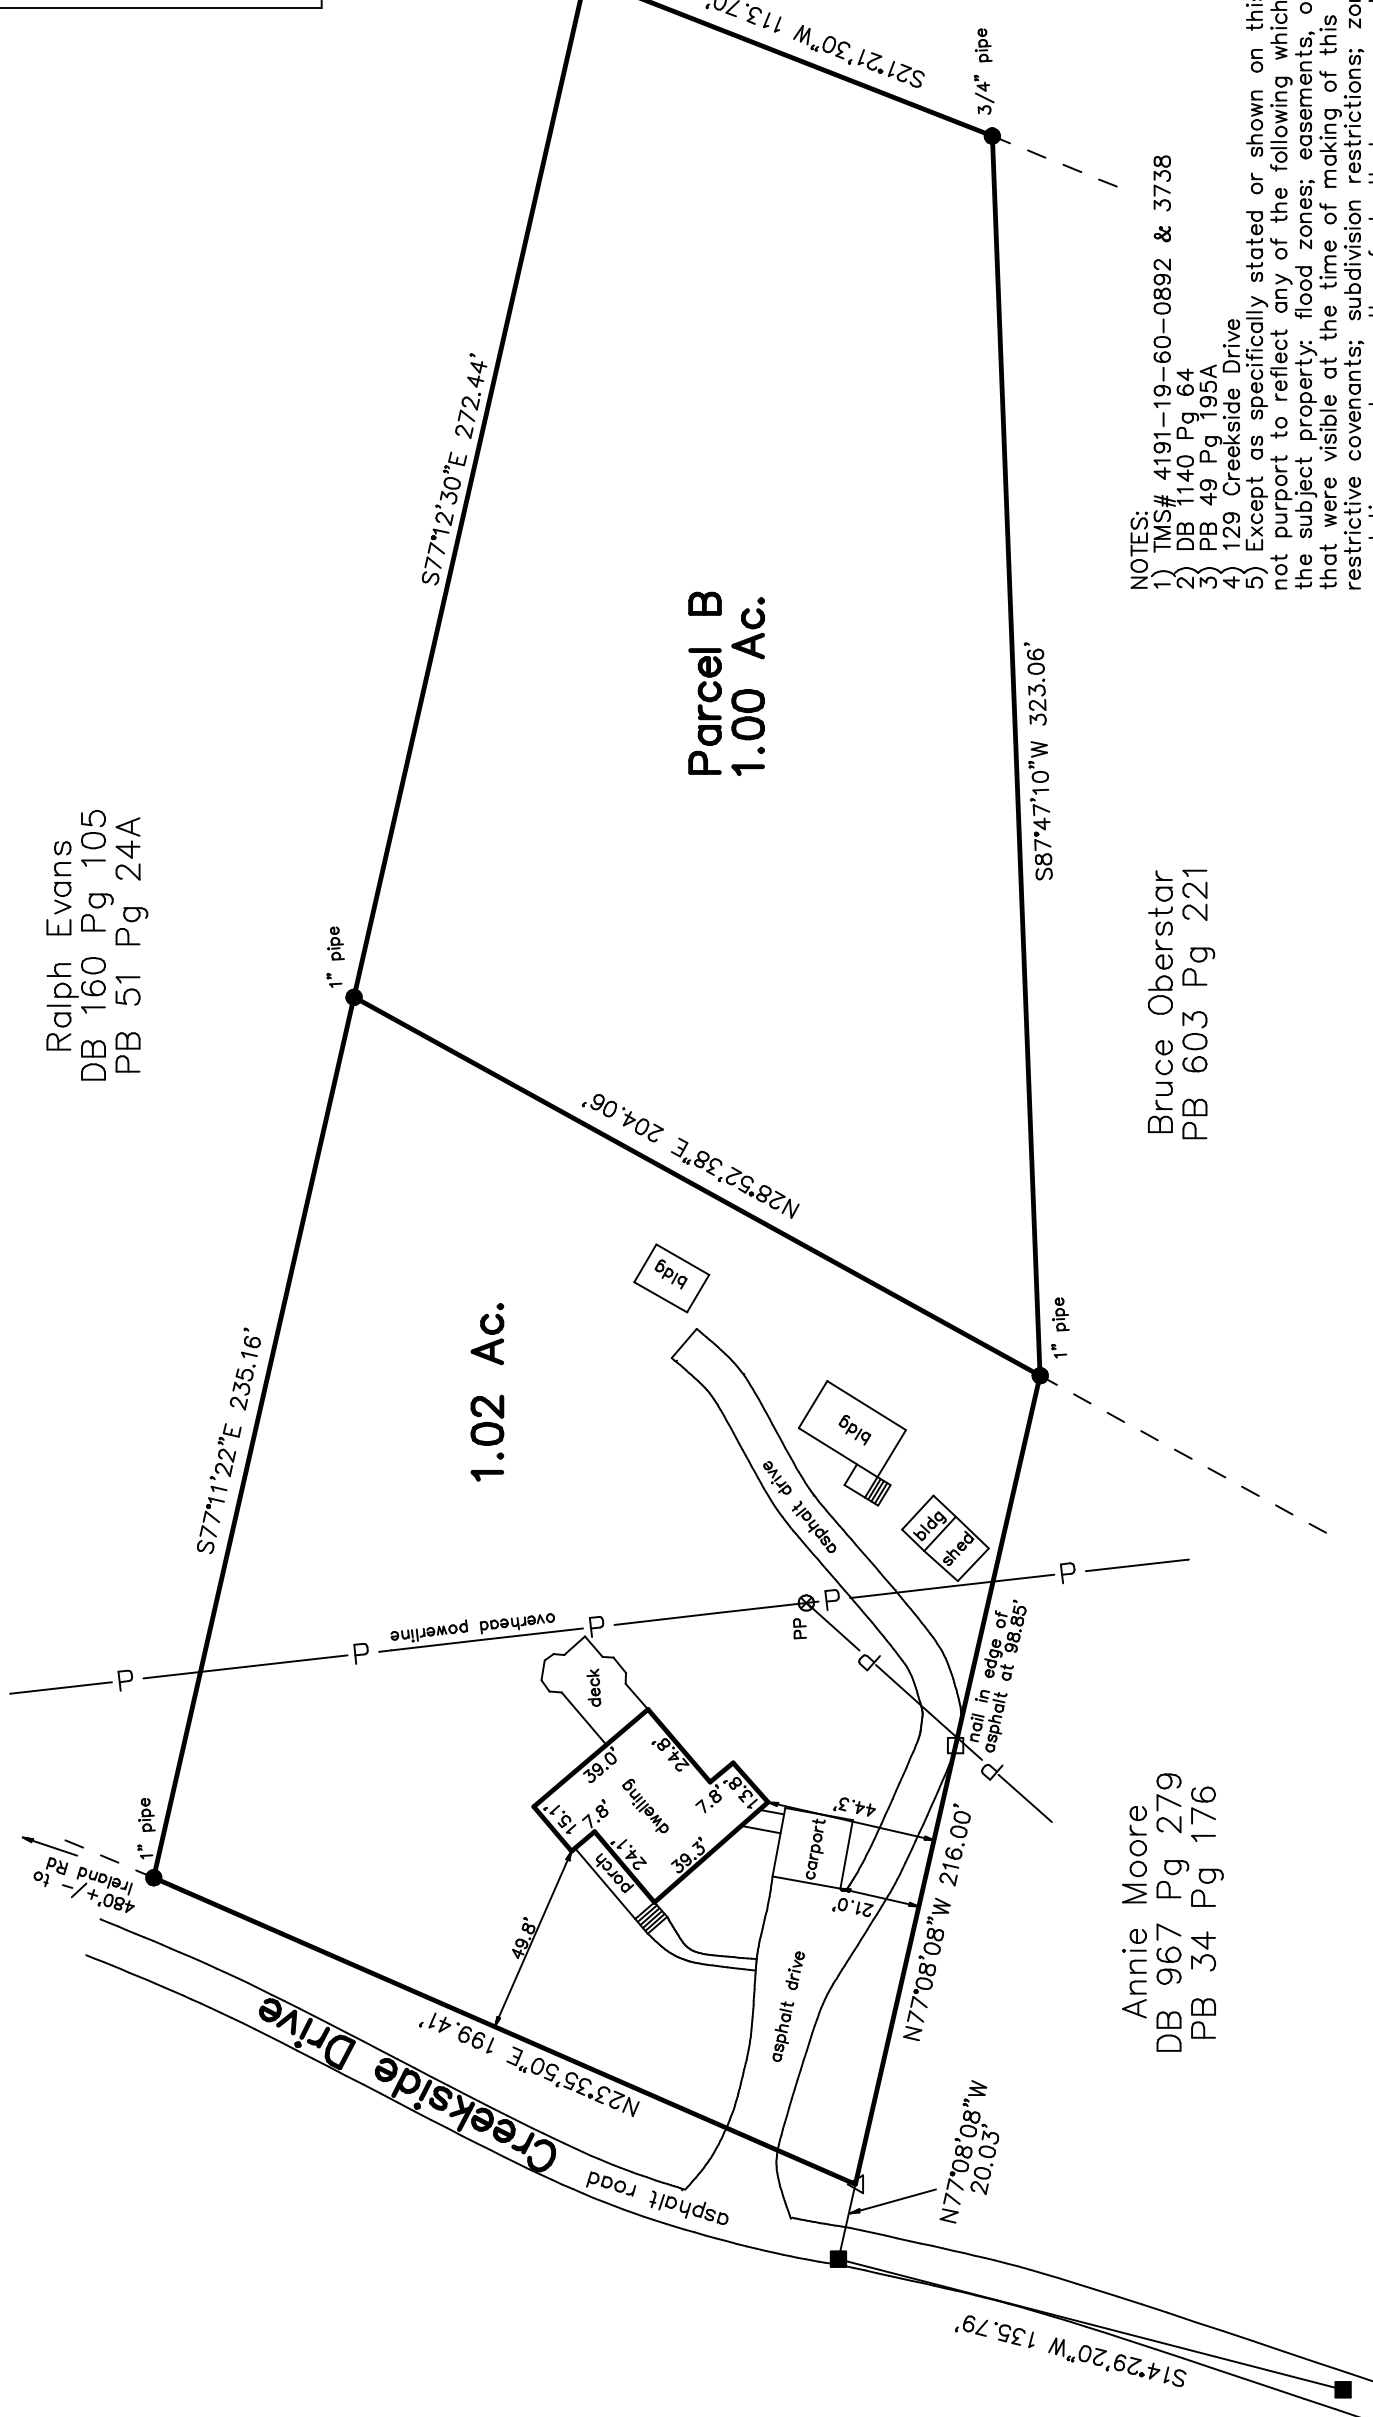 Ralph Evans
DB 160 Pg 105
PB 51 Pg 24A
480'+/- to
Ireland Rd
1" pipe
S77°11'22"E 235.16'
1" pipe
S77°12'30"E 272.44'
S21°21'30"W 113.70'
3/4" pipe
Creekside Drive
asphalt road
N23°35'50"E 199.41'
49.8'
P
P
overhead powerline
P
P
P
PP
P
P
deck
dwelling
39.0'
24.8'
7.8'
13.8'
39.3'
24.1'
7.8'
15.1'
porch
carport
44.3'
21.0'
asphalt drive
asphalt drive
1.02 Ac.
bldg
bldg
bldg
shed
N28°52'38"E 204.06'
Parcel B
1.00 Ac.
S87°47'10"W 323.06'
1" pipe
nail in edge of
asphalt at 98.85'
N77°08'08"W 216.00'
N77°08'08"W
20.03'
S14°29'20"W 135.79'
Annie Moore
DB 967 Pg 279
PB 34 Pg 176
Bruce Oberstar
PB 603 Pg 221
NOTES:
1) TMS# 4191-19-60-0892 & 3738
2) DB 1140 Pg 64
3) PB 49 Pg 195A
4) 129 Creekside Drive
5) Except as specifically stated or shown on this
not purport to reflect any of the following which
the subject property: flood zones; easements,
that were visible at the time of making of this
restrictive covenants; subdivision restrictions;